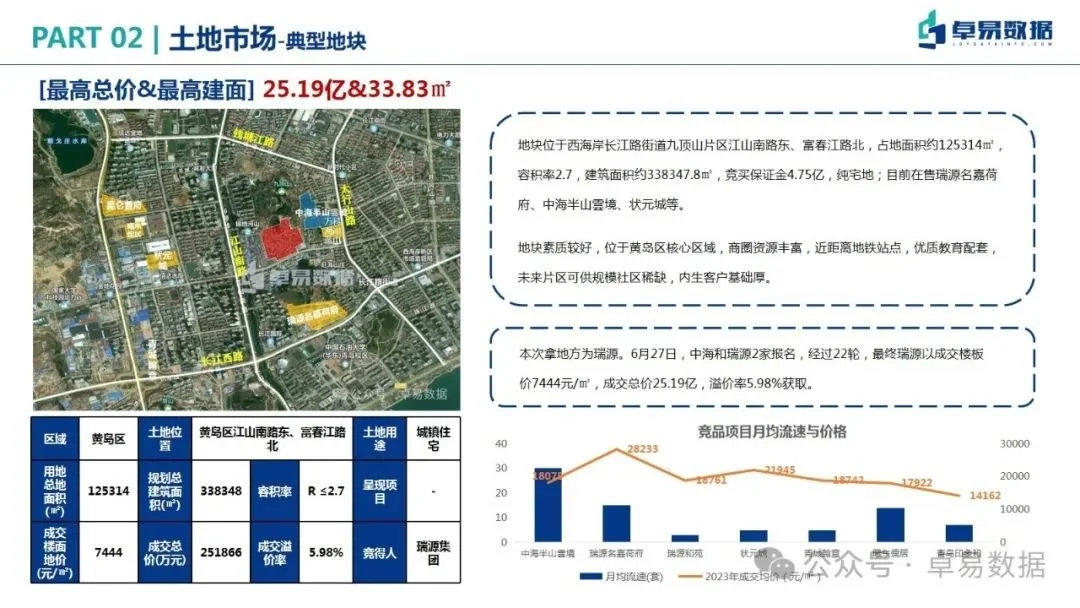 PART 02 | 土地市场-典型地块
卓易数据
JOYDATAINFO.COM
[最高总价&最高建面] 25.19亿&33.83㎡
钱塘江路
太行山路
中海半山雲境
江山南路
状元城
瑞源名嘉荷府
长江西路
长江路街道
中国石油大学
(华东)青岛校区
卓易数据
公众号 · 卓易数据
地块位于西海岸长江路街道九顶山片区江山南路东、富春江路北，占地面积约125314㎡，
容积率2.7，建筑面积约338347.8㎡，竞买保证金4.75亿，纯宅地；目前在售瑞源名嘉荷
府、中海半山雲境、状元城等。
地块素质较好，位于黄岛区核心区域，商圈资源丰富，近距离地铁站点，优质教育配套，
未来片区可供规模社区稀缺，内生客户基础厚。
本次拿地方为瑞源。6月27日，中海和瑞源2家报名，经过22轮，最终瑞源以成交楼板
价7444元/㎡，成交总价25.19亿，溢价率5.98%获取。
区域 黄岛区 土地位置 黄岛区江山南路东、富春江路北 土地用途 城镇住宅
用地总地面积(㎡) 125314 规划总建筑面积(㎡) 338348 容积率 R ≤2.7 呈现项目 -
成交楼面地价(元/㎡) 7444 成交总价(万元) 251866 成交溢价率 5.98% 竞得人 瑞源集团
竞品项目月均流速与价格
40
30
20
10
0
30000
20000
10000
0
28233
18761
21945
18742
17922
14162
中海半山雲境 瑞源名嘉荷府 瑞源和苑 状元城
月均流速(套) 2023年成交均价（元/㎡）
公众号 · 卓易数据